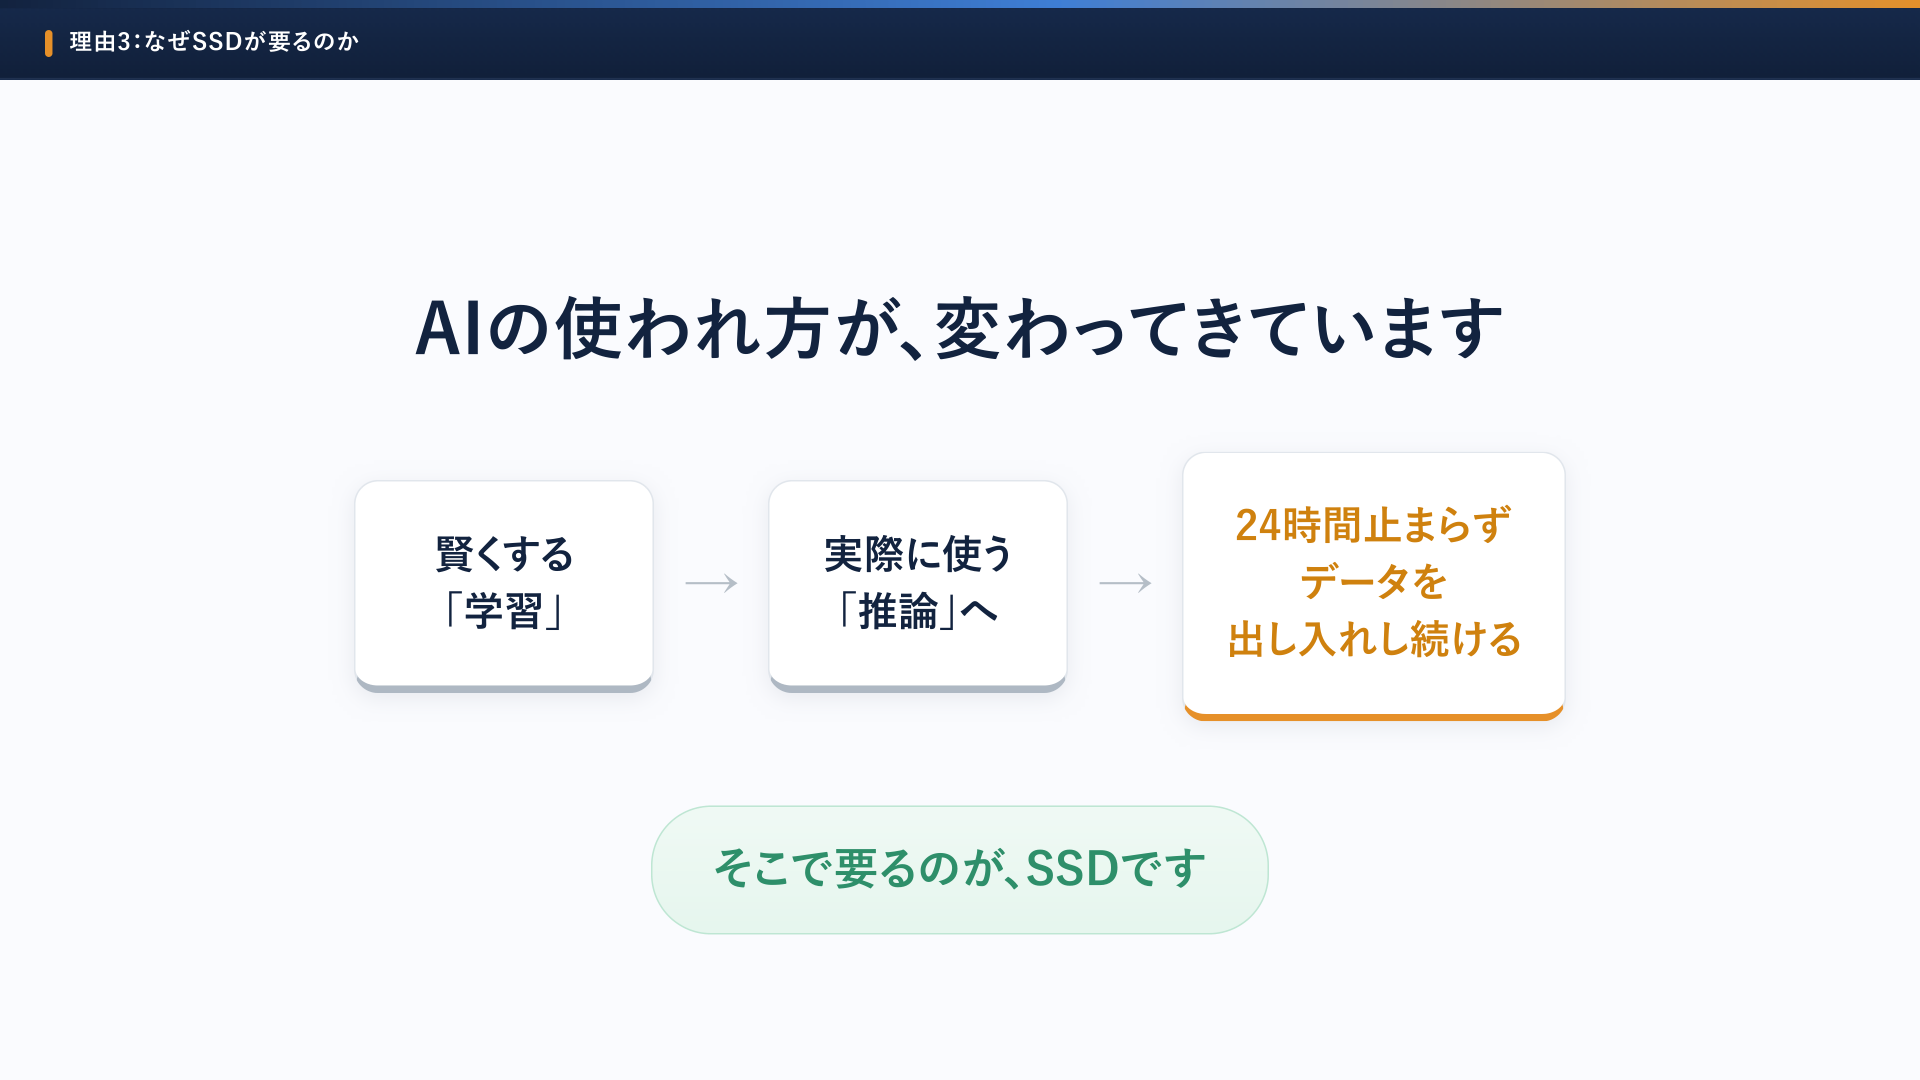 理由3：なぜSSDが要るのか
AIの使われ方が、変わってきています
賢くする
「学習」
→
実際に使う
「推論」へ
→
24時間止まらず
データを
出し入れし続ける
そこで要るのが、SSDです